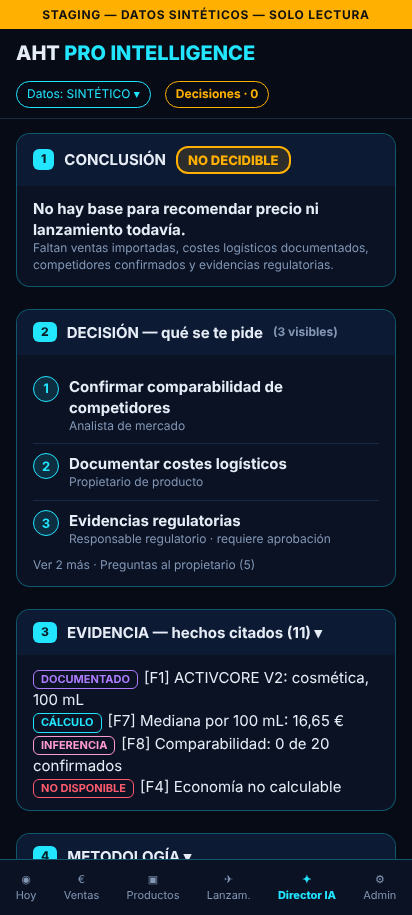 STAGING — DATOS SINTÉTICOS — SOLO LECTURA
AHT PRO INTELLIGENCE
Datos: SINTÉTICO ▾
Decisiones · 0
1 CONCLUSIÓN NO DECIDIBLE
No hay base para recomendar precio ni
lanzamiento todavía.
Faltan ventas importadas, costes logísticos documentados,
competidores confirmados y evidencias regulatorias.
2 DECISIÓN — qué se te pide (3 visibles)
1 Confirmar comparabilidad de
competidores
Analista de mercado
2 Documentar costes logísticos
Propietario de producto
3 Evidencias regulatorias
Responsable regulatorio · requiere aprobación
Ver 2 más · Preguntas al propietario (5)
3 EVIDENCIA — hechos citados (11) ▾
DOCUMENTADO [F1] ACTIVCORE V2: cosmética,
100 mL
CÁLCULO [F7] Mediana por 100 mL: 16,65 €
INFERENCIA [F8] Comparabilidad: 0 de 20
confirmados
NO DISPONIBLE [F4] Economía no calculable
4 METODOLOGÍA ▾
Hoy
€ Ventas
Productos
Lanzam.
Director IA
Admin